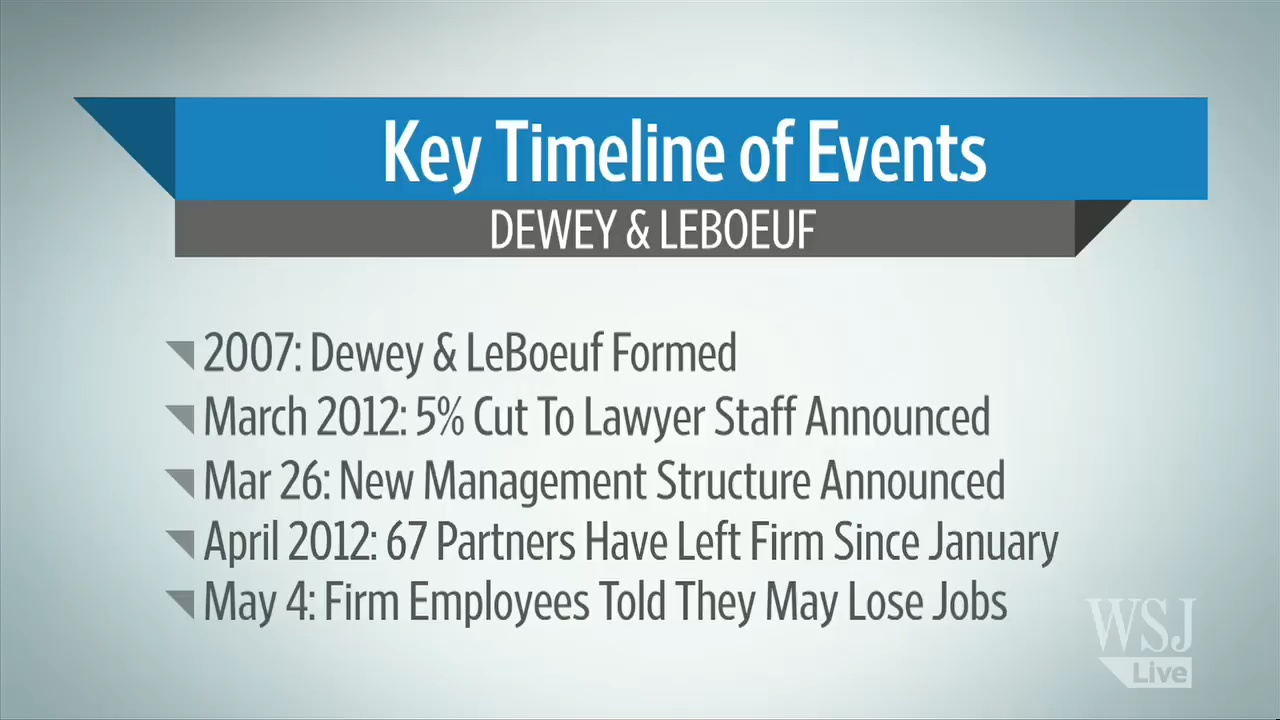 Key Timeline of Events
DEWEY & LEBOEUF
2007: Dewey & LeBoeuf Formed
March 2012: 5% Cut To Lawyer Staff Announced
Mar 26: New Management Structure Announced
April 2012: 67 Partners Have Left Firm Since January
May 4: Firm Employees Told They May Lose Jobs
WSJ
Live